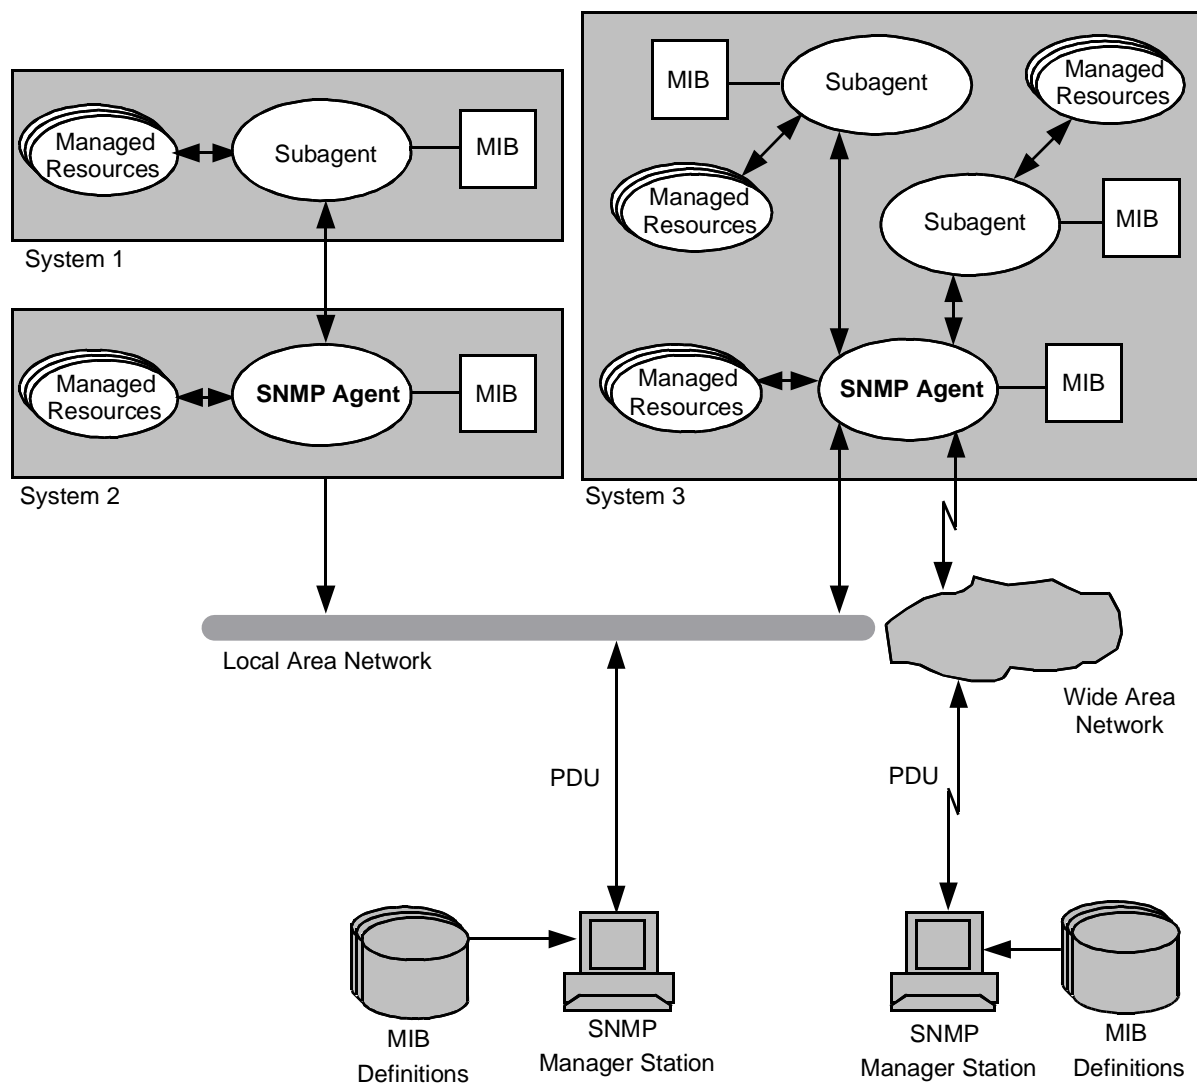 Managed
Resources
Subagent
MIB
System 1
Managed
Resources
SNMP Agent
MIB
System 2
MIB
Subagent
Managed
Resources
Managed
Resources
Subagent
MIB
Managed
Resources
SNMP Agent
MIB
System 3
Local Area Network
Wide Area
Network
PDU
PDU
MIB
Definitions
SNMP
Manager Station
SNMP
Manager Station
MIB
Definitions